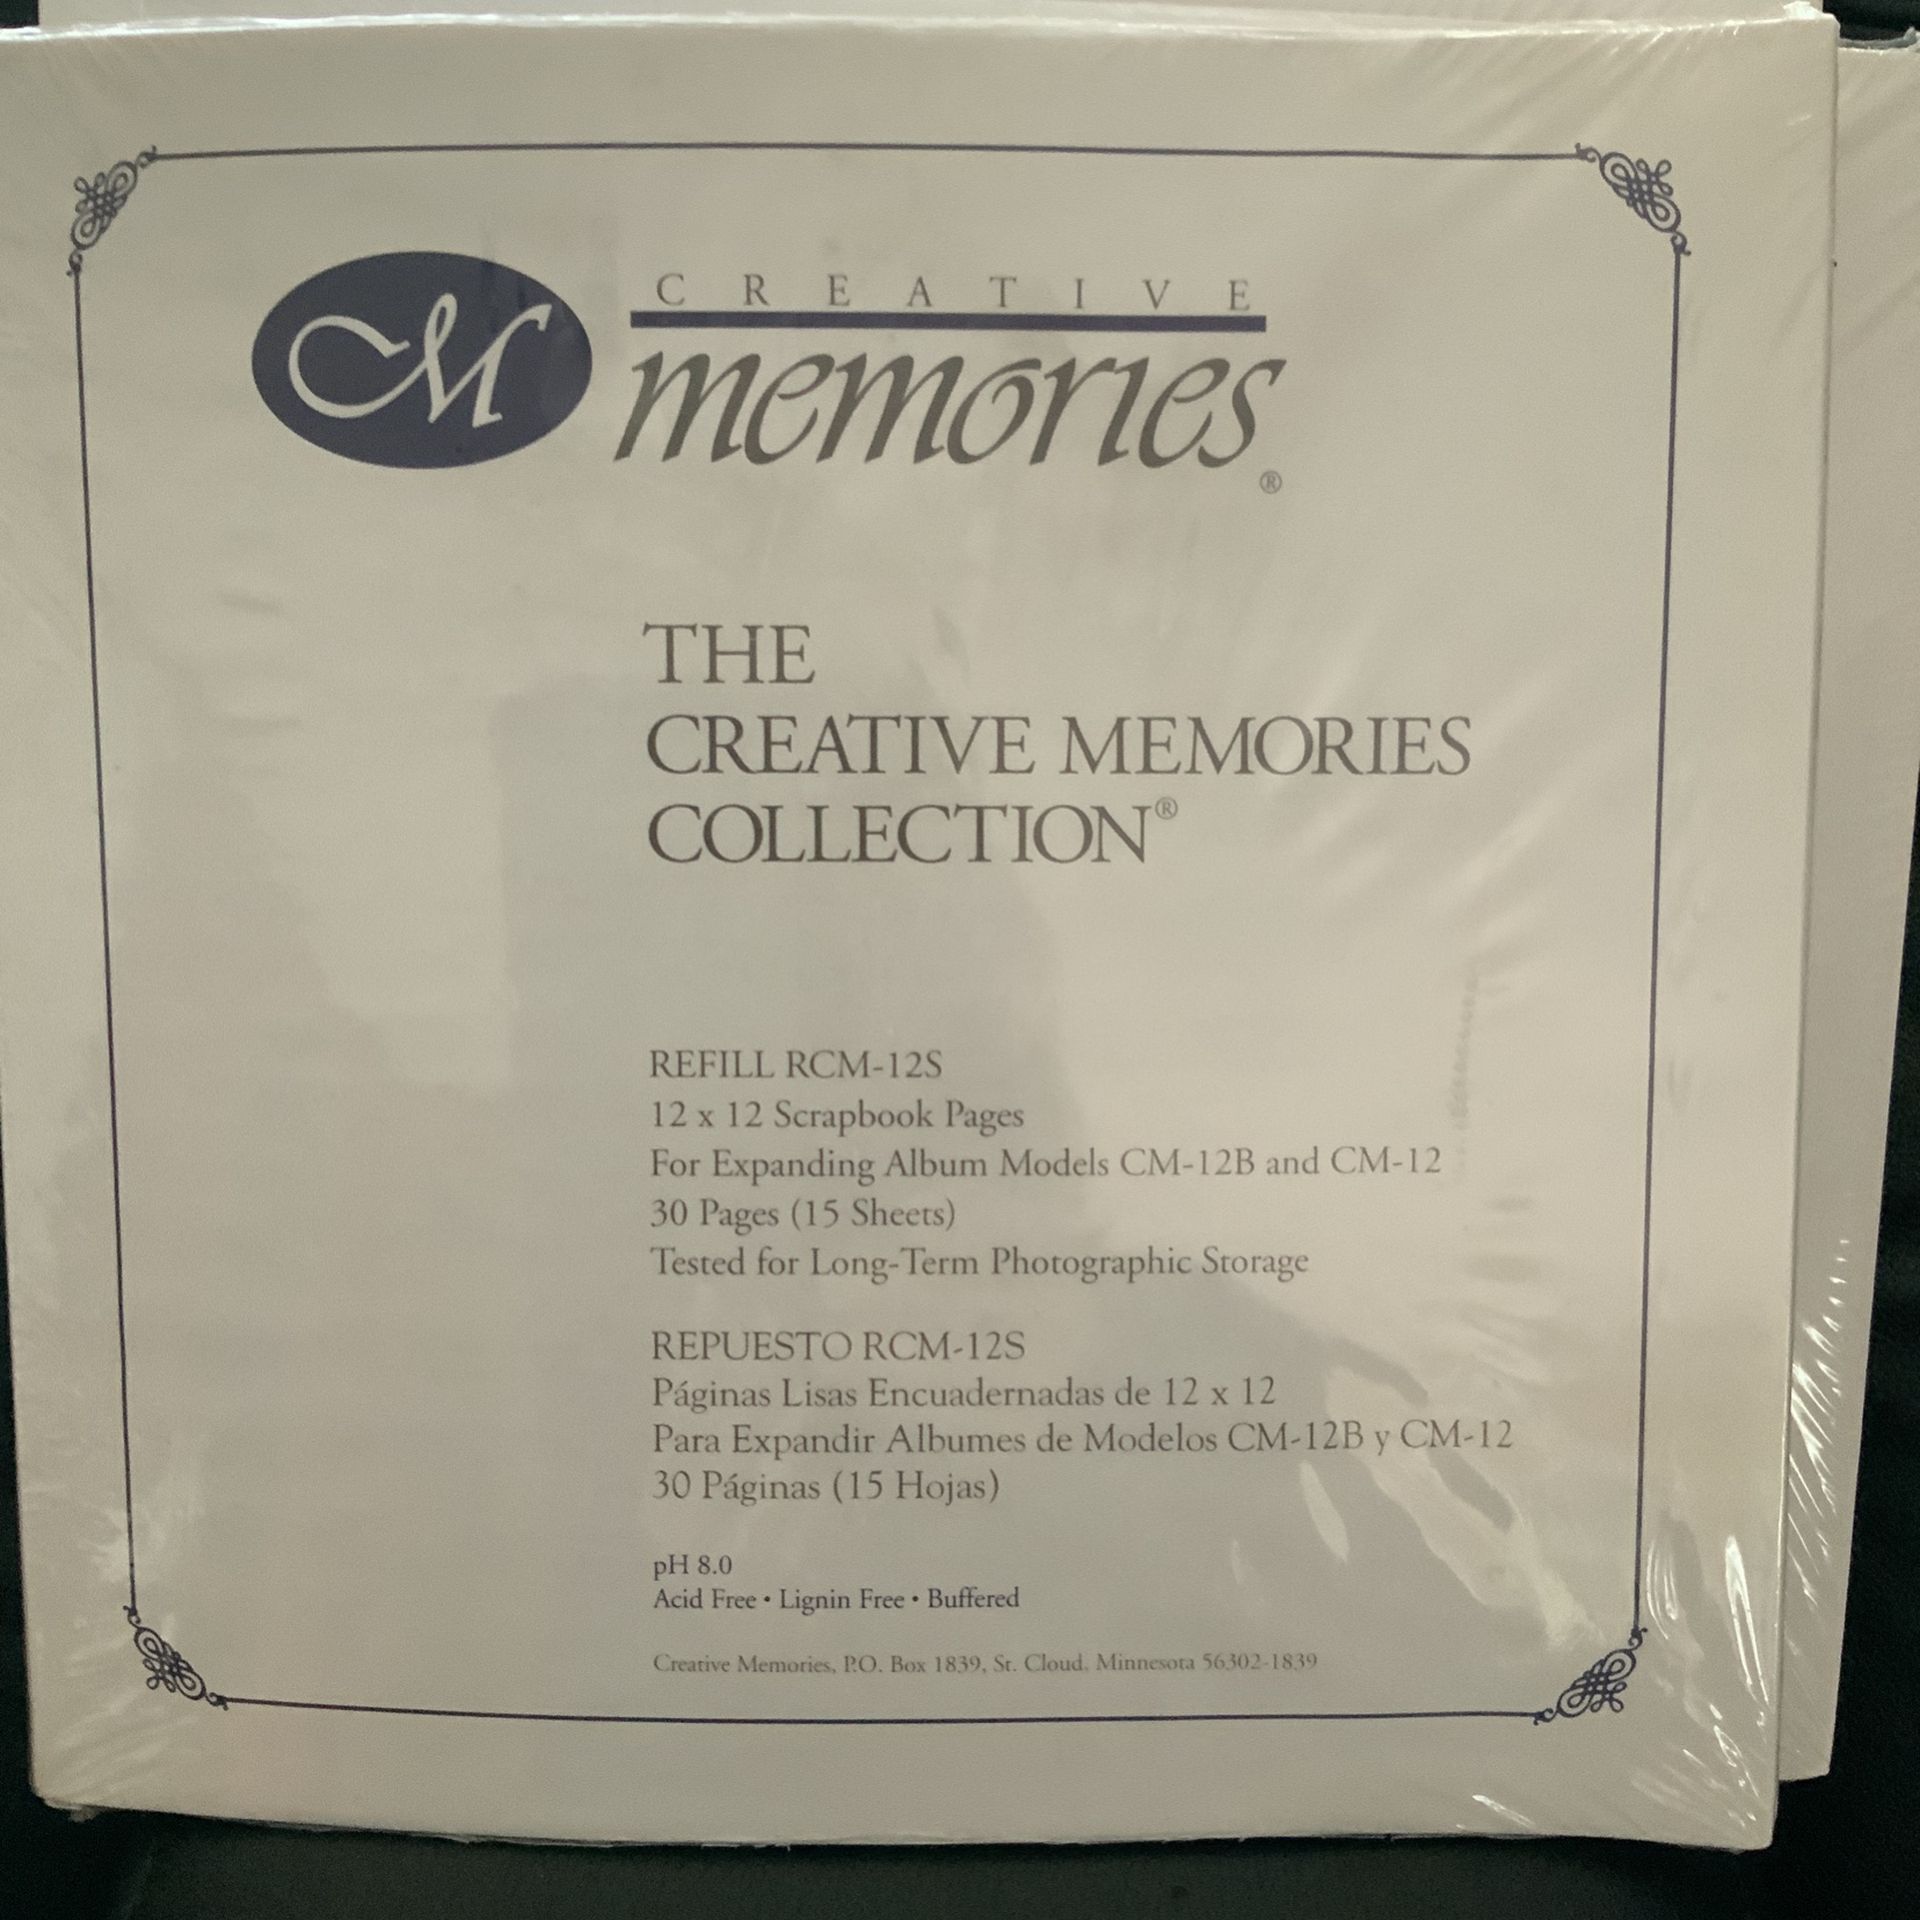 M
CREATIVE
memories®
THE
CREATIVE MEMORIES
COLLECTION®
REFILL RCM-12S
12 x 12 Scrapbook Pages
For Expanding Album Models CM-12B and CM-12
30 Pages (15 Sheets)
Tested for Long-Term Photographic Storage
REPUESTO RCM-12S
Páginas Lisas Encuadernadas de 12 x 12
Para Expandir Albumes de Modelos CM-12B y CM-12
30 Páginas (15 Hojas)
pH 8.0
Acid Free • Lignin Free • Buffered
Creative Memories, P.O. Box 1839, St. Cloud, Minnesota 56302-1839